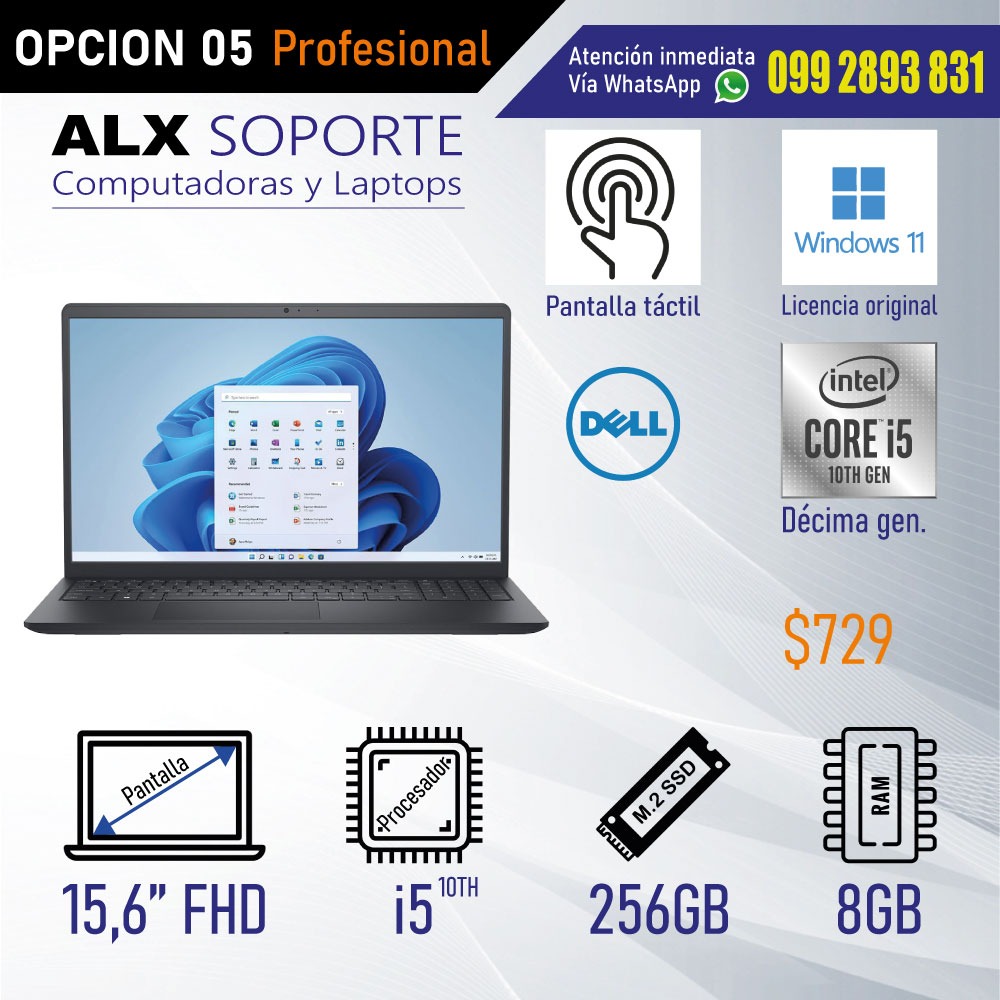 OPCION 05 Profesional
Atención inmediata
Vía WhatsApp
099 2893 831
ALX SOPORTE
Computadoras y Laptops
Windows 11
Pantalla táctil
Licencia original
DELL
intel
CORE™ i5
10TH GEN
Décima gen.
$729
Pantalla
Procesador
M.2 SSD
RAM
15,6” FHD
i5 10TH
256GB
8GB